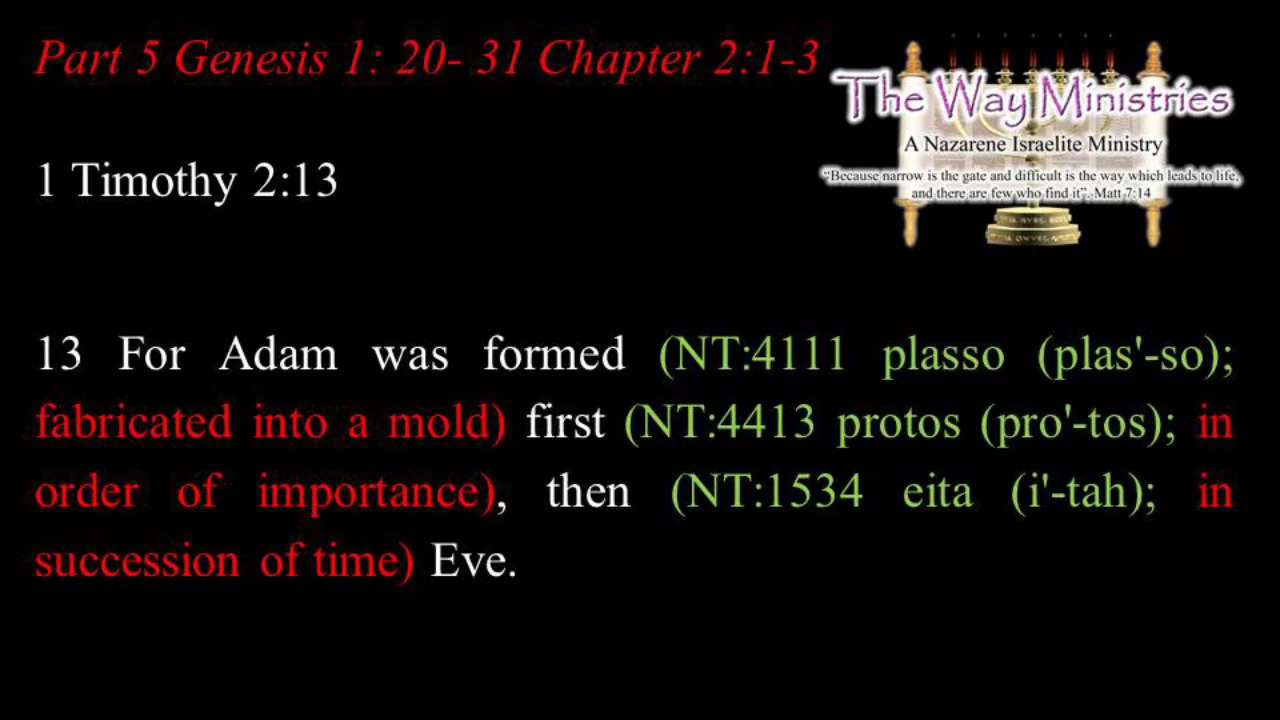 Part 5 Genesis 1: 20- 31 Chapter 2:1-3
The Way Ministries
A Nazarene Israelite Ministry
“Because narrow is the gate and difficult is the way which leads to life,
and there are few who find it”. Matt 7:14
1 Timothy 2:13
13 For Adam was formed (NT:4111 plasso (plas'-so);
fabricated into a mold) first (NT:4413 protos (pro'-tos); in
order of importance), then (NT:1534 eita (i'-tah); in
succession of time) Eve.